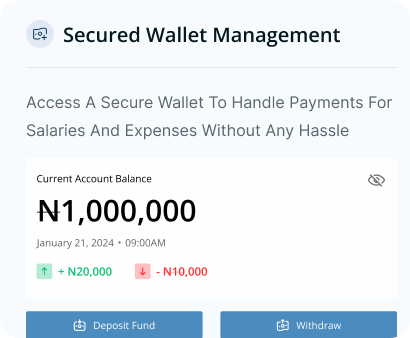 Secured Wallet Management
Access A Secure Wallet To Handle Payments For
Salaries And Expenses Without Any Hassle
Current Account Balance
₦1,000,000
January 21, 2024 • 09:00AM
+ ₦20,000 - ₦10,000
Deposit Fund Withdraw